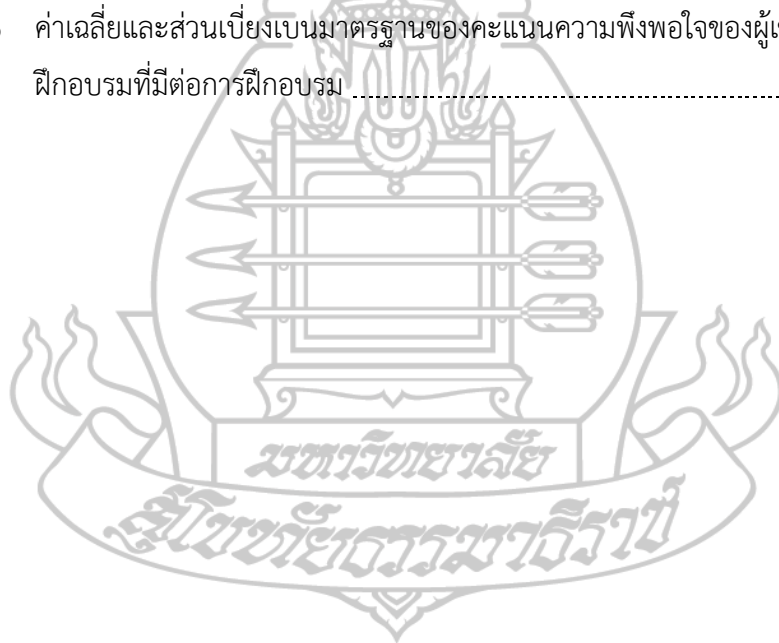 ค่าเฉลี่ยและส่วนเบี่ยงเบนมาตรฐานของคะแนนความพึงพอใจของผู้เ
ฝึกอบรมที่มีต่อการฝึกอบรม
มหาวิทยาลัย
สุโขทัยธรรมาธิราช